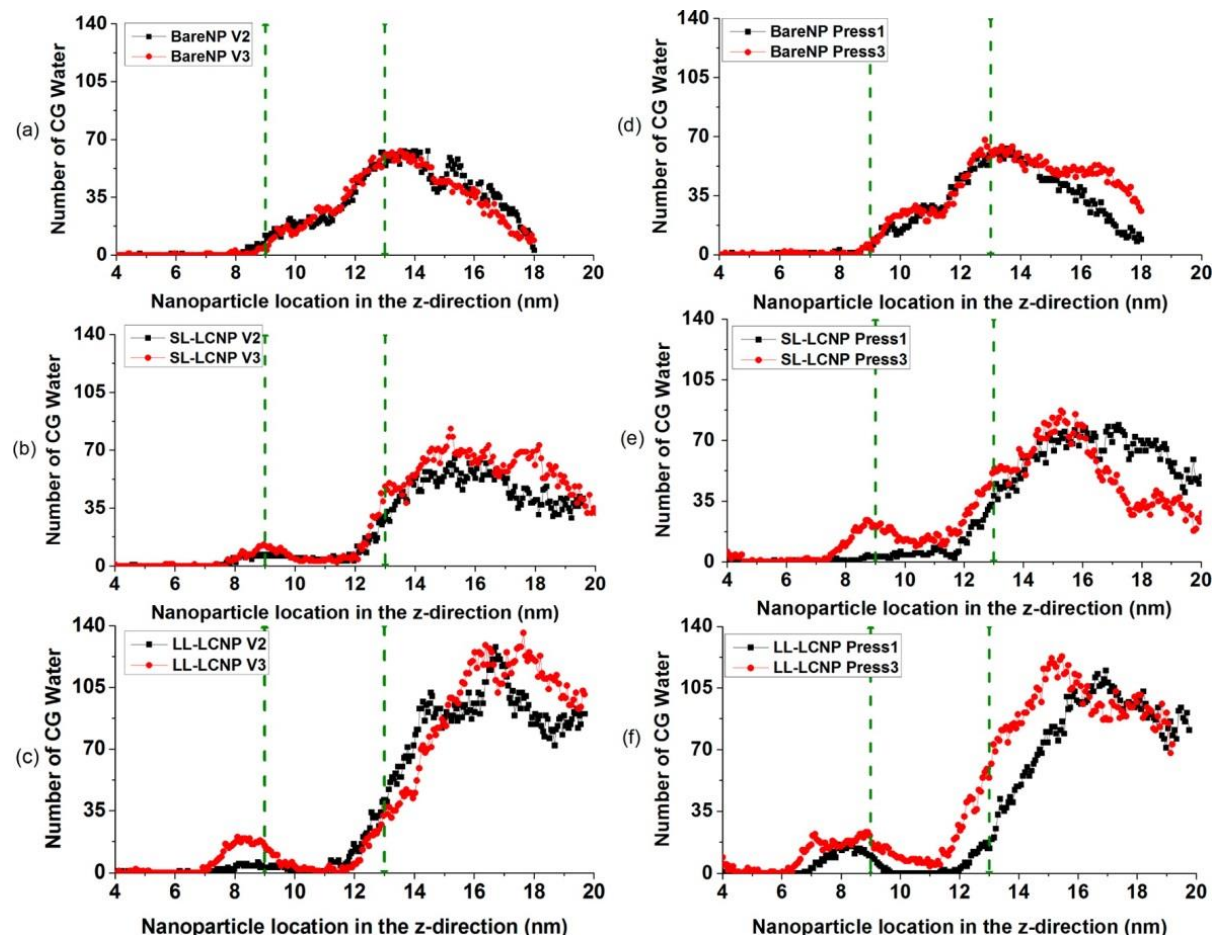 (a)
Number of CG Water
140
105
70
35
0
BareNP V2
BareNP V3
4 6 8 10 12 14 16 18 20
Nanoparticle location in the z-direction (nm)
(d)
Number of CG Water
140
105
70
35
0
BareNP Press1
BareNP Press3
4 6 8 10 12 14 16 18 20
Nanoparticle location in the z-direction (nm)
(b)
Number of CG Water
140
105
70
35
0
SL-LCNP V2
SL-LCNP V3
4 6 8 10 12 14 16 18 20
Nanoparticle location in the z-direction (nm)
(e)
Number of CG Water
140
105
70
35
0
SL-LCNP Press1
SL-LCNP Press3
4 6 8 10 12 14 16 18 20
Nanoparticle location in the z-direction (nm)
(c)
Number of CG Water
140
105
70
35
0
LL-LCNP V2
LL-LCNP V3
4 6 8 10 12 14 16 18 20
Nanoparticle location in the z-direction (nm)
(f)
Number of CG Water
140
105
70
35
0
LL-LCNP Press1
LL-LCNP Press3
4 6 8 10 12 14 16 18 20
Nanoparticle location in the z-direction (nm)